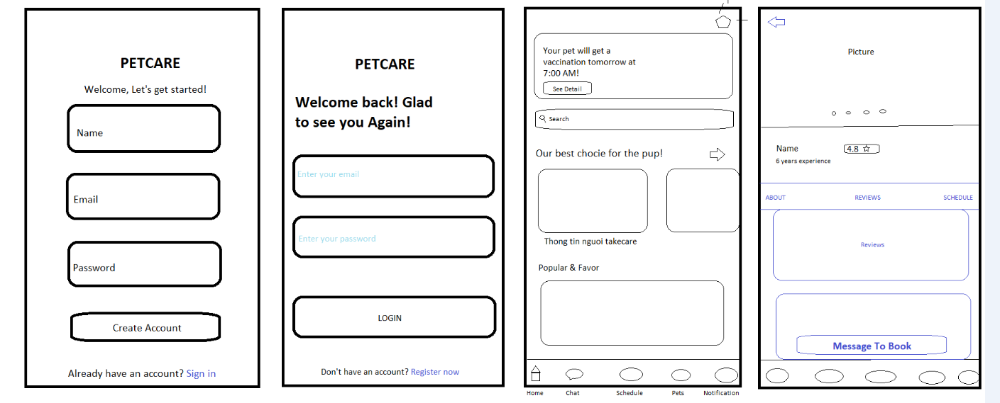 PETCARE
Welcome, Let's get started!
Name
Email
Password
Create Account
Already have an account? Sign in
PETCARE
Welcome back! Glad
to see you Again!
Enter your email
Enter your password
LOGIN
Don't have an account? Register now
Your pet will get a
vaccination tomorrow at
7:00 AM!
See Detail
Search
Our best chocie for the pup!
Thong tin nguoi takecare
Popular & Favor
Home Chat Schedule Pets Notification
Picture
Name 4.8
6 years experience
ABOUT REVIEWS SCHEDULE
Reviews
Message To Book